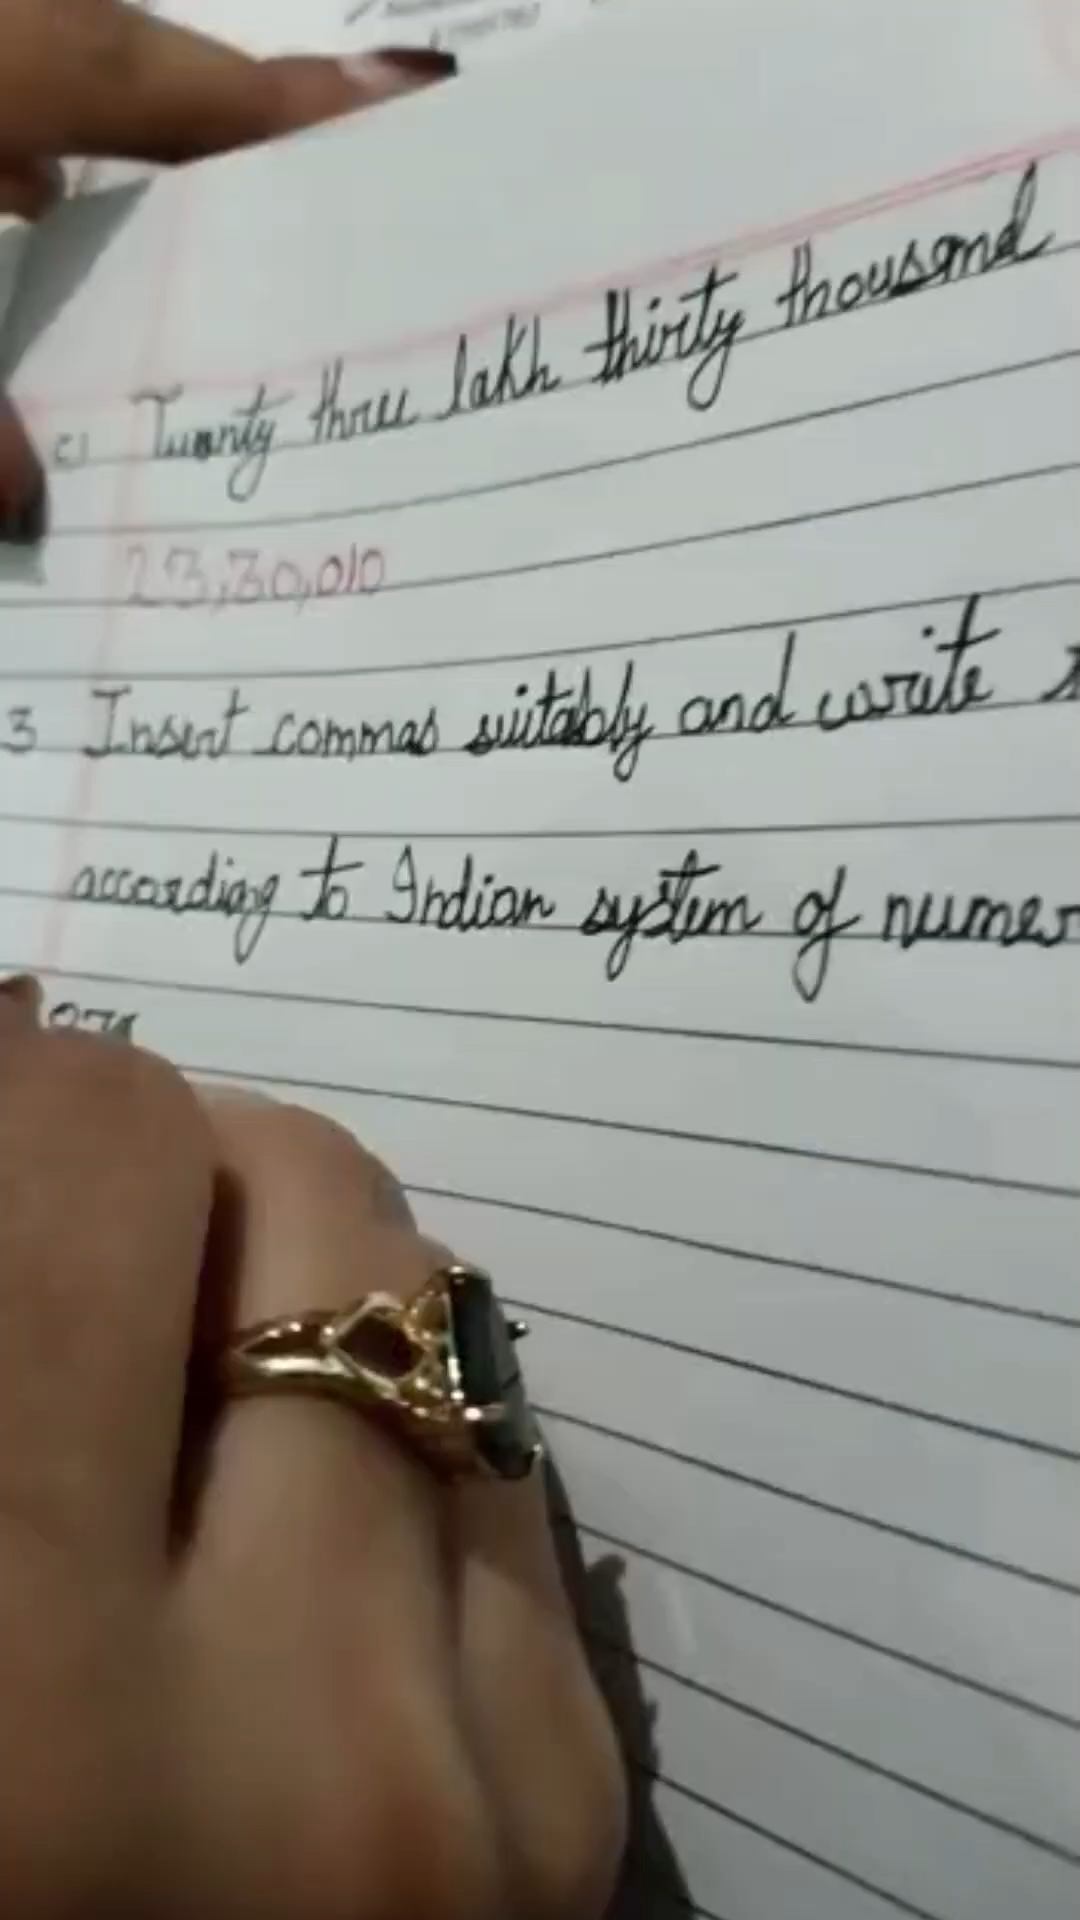 c) Twenty three lakh thirty thousand
23,30,010
3 Insert commas suitably and write
according to Indian system of numer